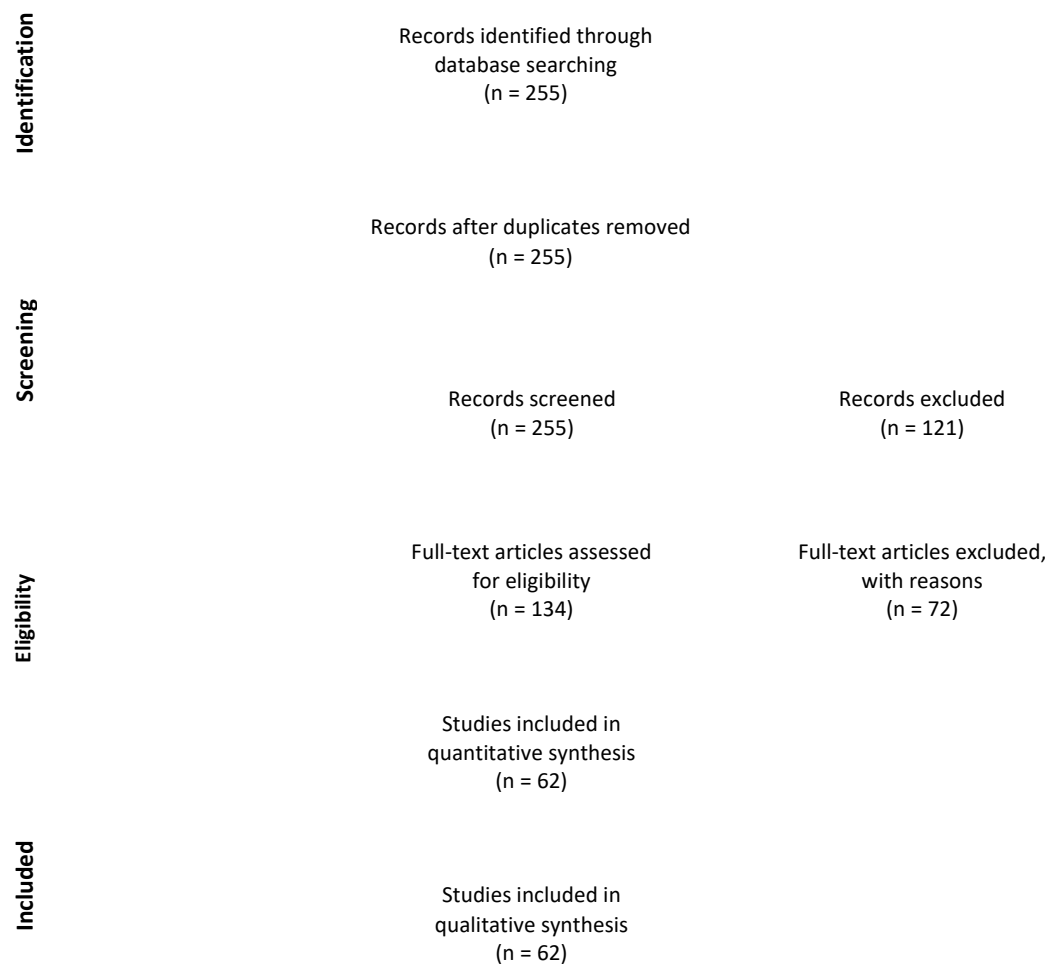 Identification
Records identified through
database searching
(n = 255)
Records after duplicates removed
(n = 255)
Screening
Records screened
(n = 255)
Records excluded
(n = 121)
Eligibility
Full-text articles assessed
for eligibility
(n = 134)
Full-text articles excluded,
with reasons
(n = 72)
Studies included in
quantitative synthesis
(n = 62)
Included
Studies included in
qualitative synthesis
(n = 62)